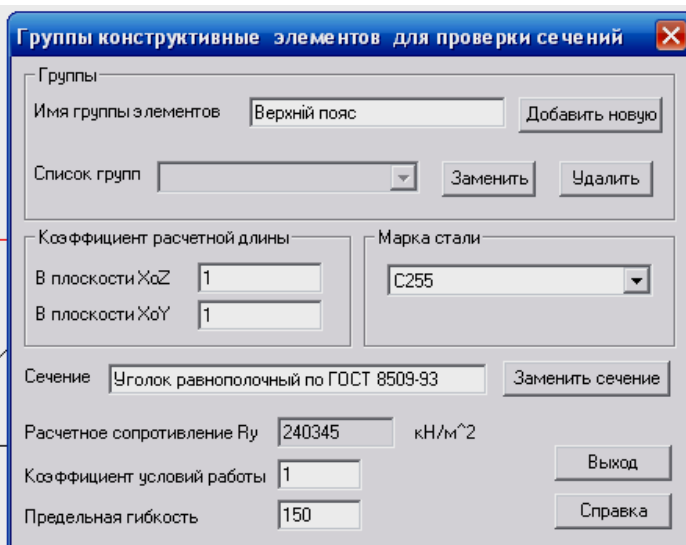 Группы конструктивные элементов для проверки сечений
Группы
Имя группы элементов Верхній пояс Добавить новую
Список групп Заменить Удалить
Коэффициент расчетной длины Марка стали
В плоскости XoZ 1 С255
В плоскости XoY 1
Сечение Уголок равнополочный по ГОСТ 8509-93 Заменить сечение
Расчетное сопротивление Ry 240345 кН/м^2
Коэффициент условий работы 1 Выход
Предельная гибкость 150 Справка